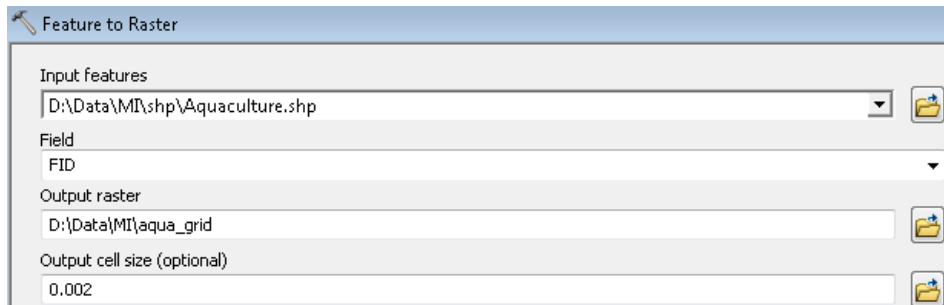 Feature to Raster
Input features
D:\Data\MI\shp\Aquaculture.shp
Field
FID
Output raster
D:\Data\MI\aqua_grid
Output cell size (optional)
0.002